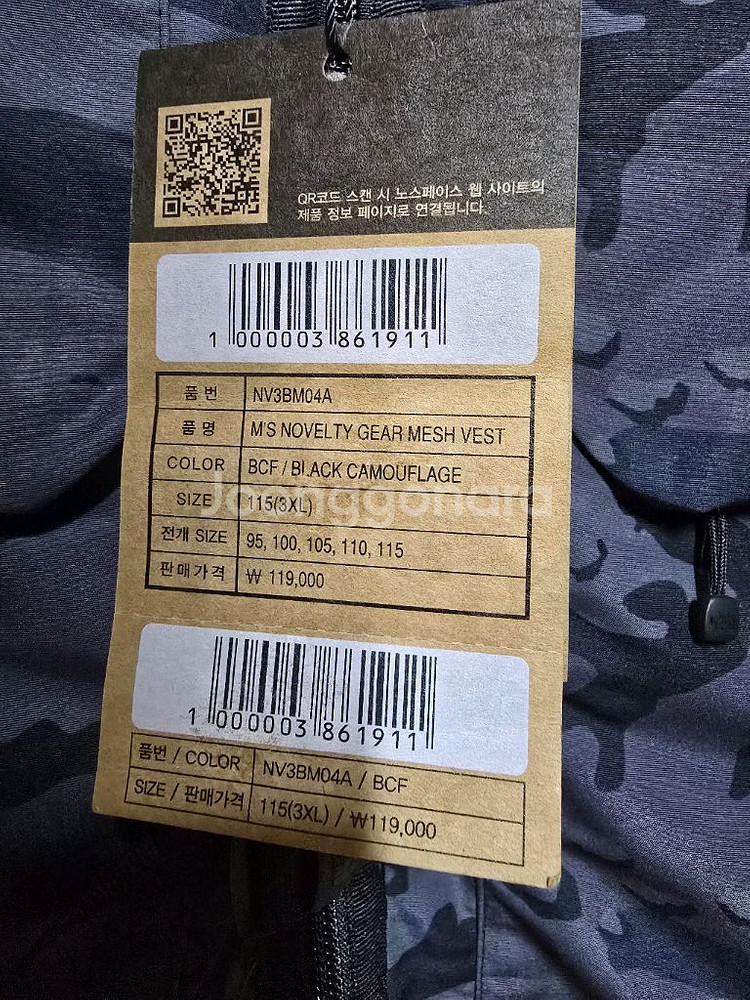 QR코드 스캔 시 노스페이스 웹 사이트의
제품 정보 페이지로 연결됩니다.
1 000003 861911
품번 NV3BM04A
품명 M'S NOVELTY GEAR MESH VEST
COLOR BCF / BLACK CAMOUFLAGE
SIZE 115(3XL)
Joonggonara
전개 SIZE 95, 100, 105, 110, 115
판매가격 ₩ 119,000
1 000003 861911
품번 / COLOR NV3BM04A / BCF
SIZE / 판매가격 115(3XL) / ₩119,000